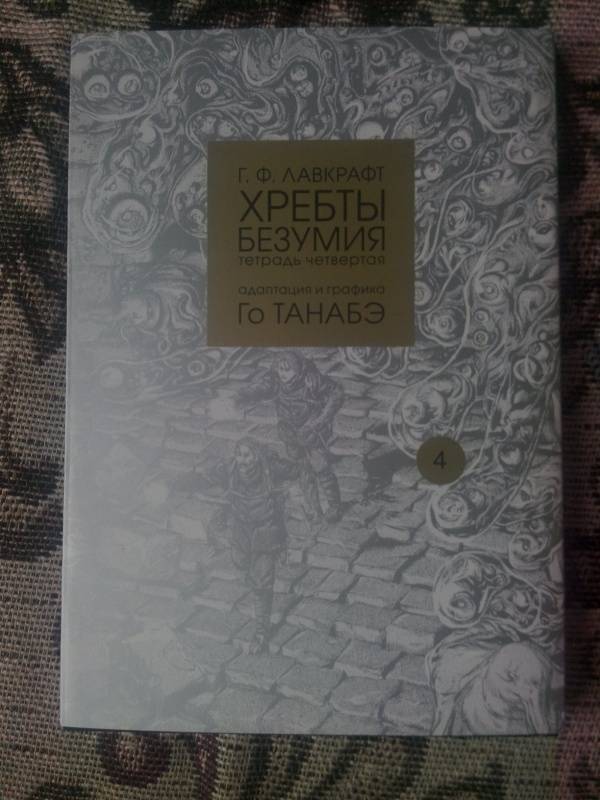 Г. Ф. ЛАВКРАФТ
ХРЕБТЫ
БЕЗУМИЯ
тетрадь четвертая
адаптация и графика
Го ТАНАБЭ
4